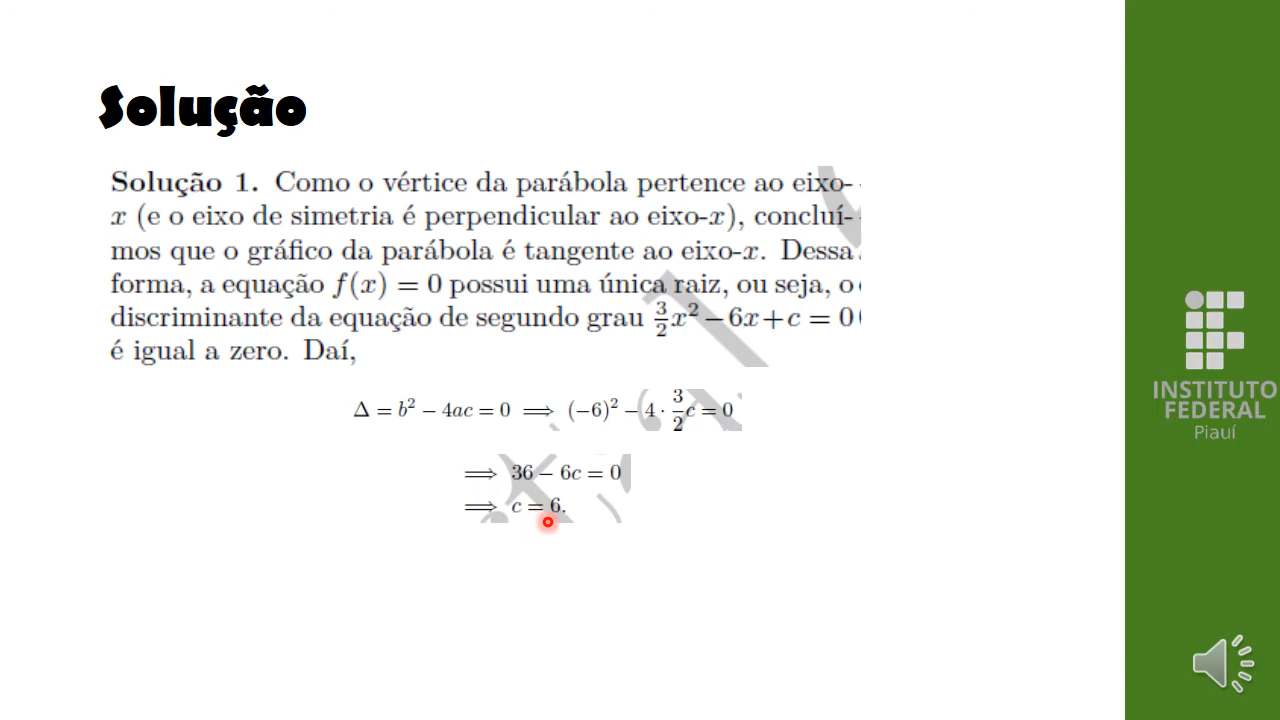 Solução
Solução 1. Como o vértice da parábola pertence ao eixo-
x (e o eixo de simetria é perpendicular ao eixo-x), concluí-
mos que o gráfico da parábola é tangente ao eixo-x. Dessa
forma, a equação f(x) = 0 possui uma única raiz, ou seja, o
discriminante da equação de segundo grau 3/2x² − 6x + c = 0
é igual a zero. Daí,
Δ = b² − 4ac = 0 ⟹ (−6)² − 4 · 3/2c = 0
⟹ 36 − 6c = 0
⟹ c = 6.
INSTITUTO
FEDERAL
Piauí